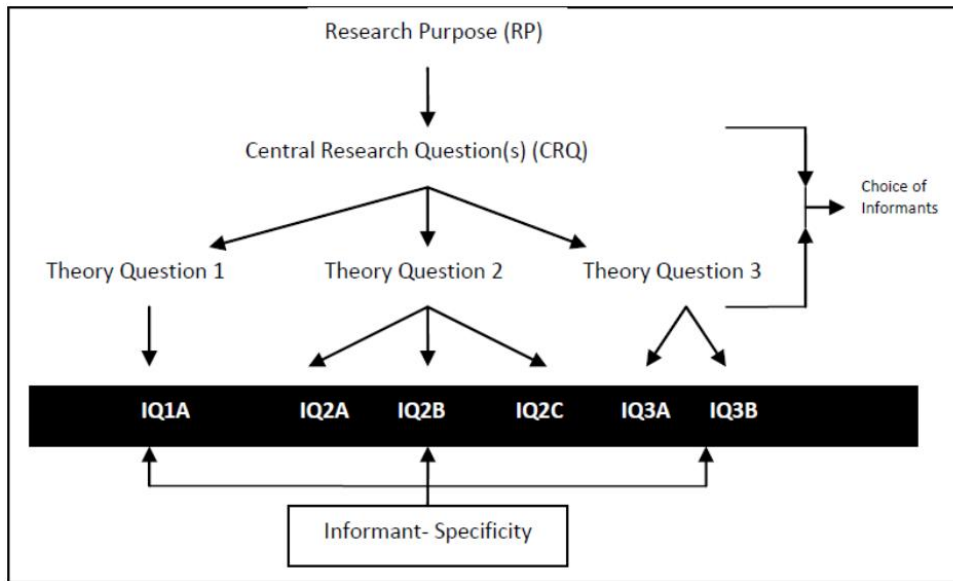 Research Purpose (RP)
Central Research Question(s) (CRQ)
Choice of
Informants
Theory Question 1
Theory Question 2
Theory Question 3
IQ1A
IQ2A
IQ2B
IQ2C
IQ3A
IQ3B
Informant- Specificity